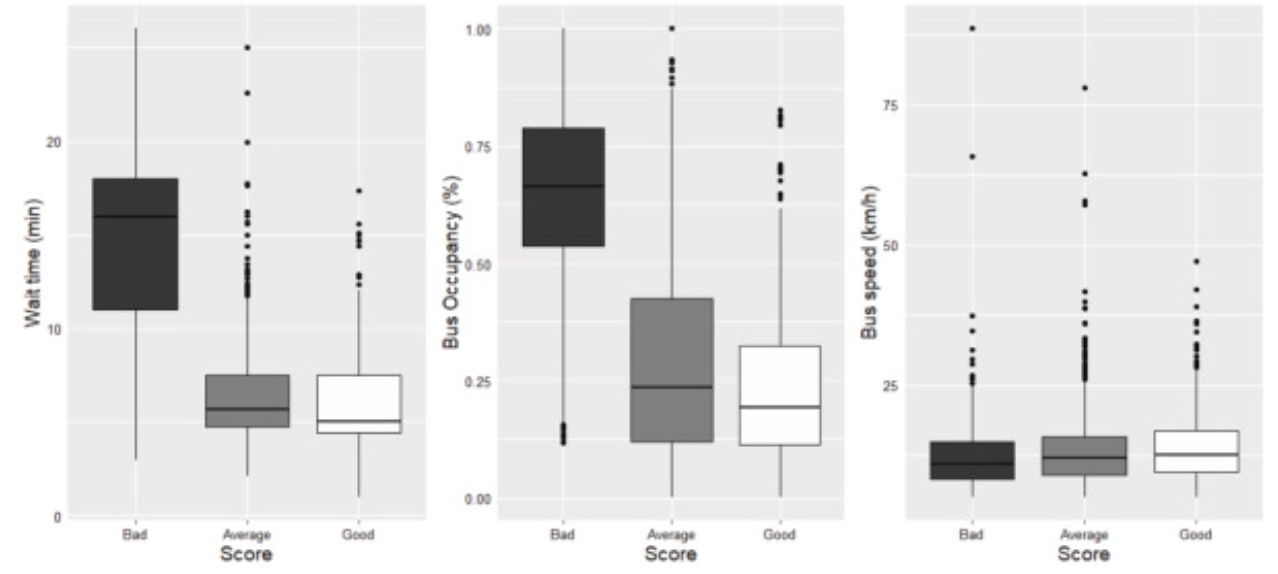 Wait time (min)
20
10
0
Bad Average Good
Score
Bus Occupancy (%)
1.00
0.75
0.50
0.25
0.00
Bad Average Good
Score
Bus speed (km/h)
75
50
25
Bad Average Good
Score